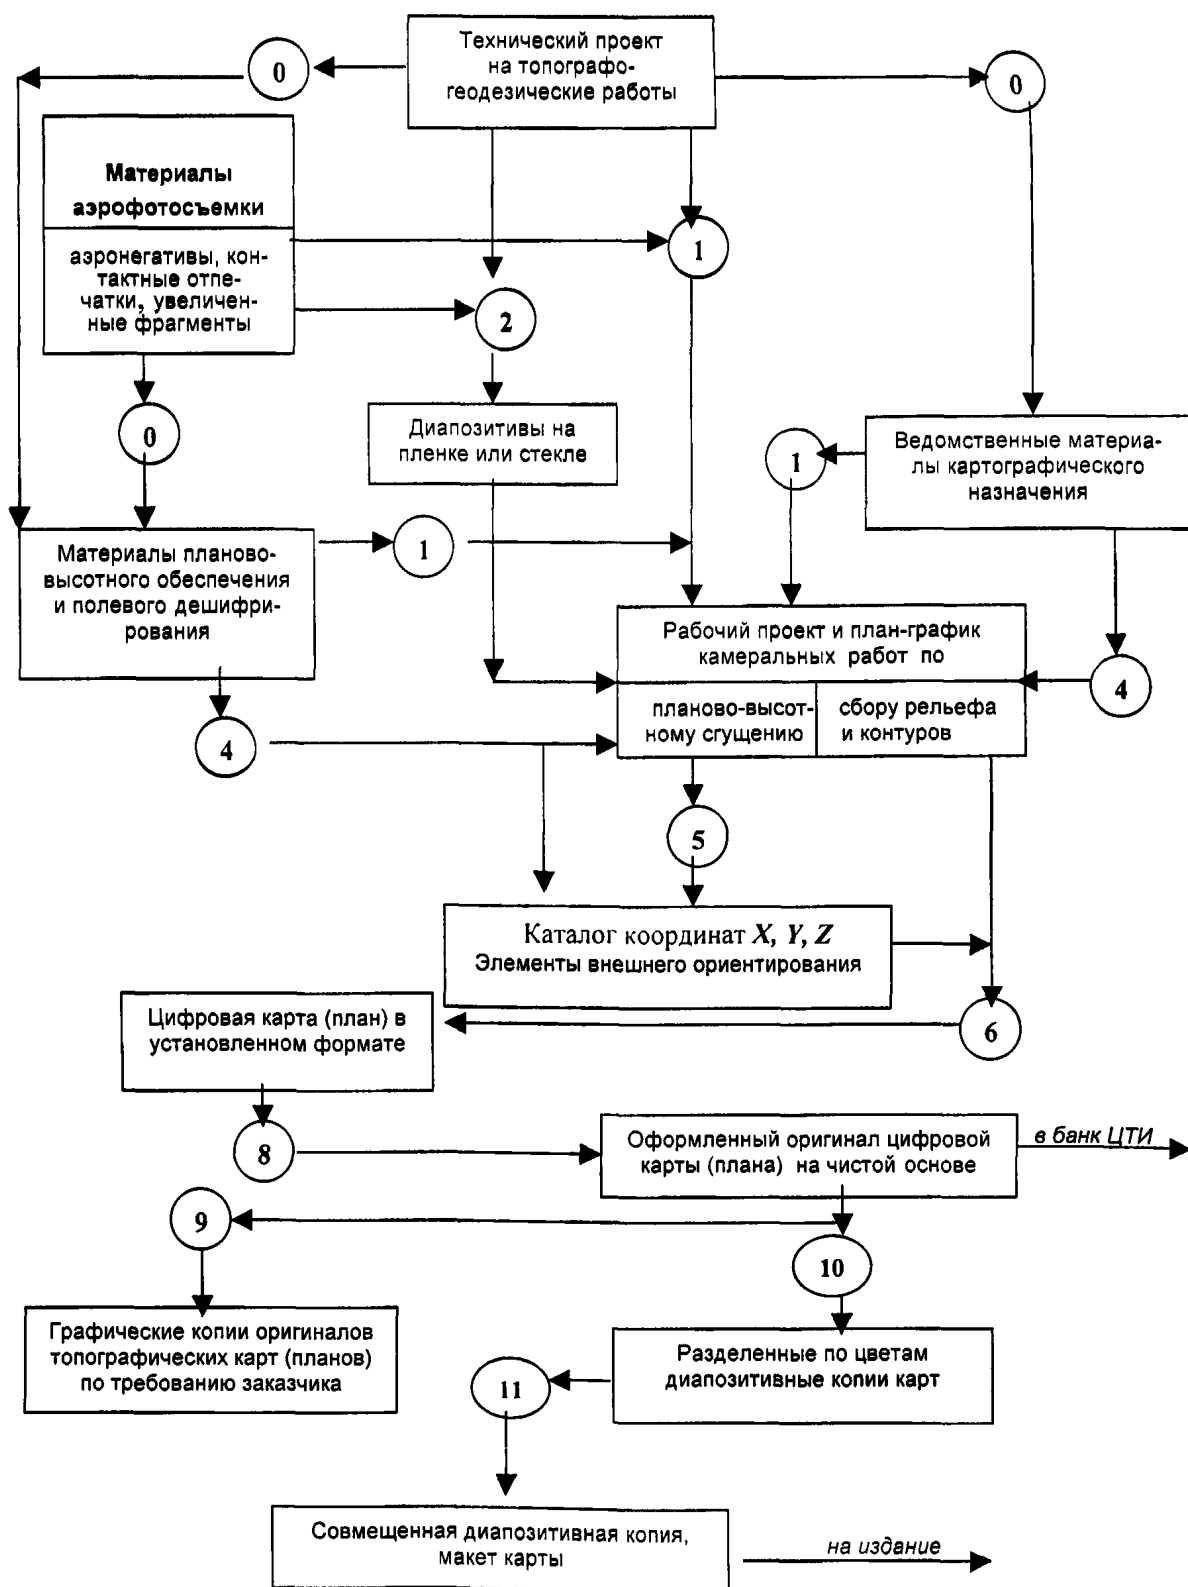 Технический проект
на топографо-
геодезические работы
0
0
Материалы
аэрофотосъемки
аэронегативы, кон-
тактные отпе-
чатки, увеличен-
ные фрагменты
1
2
0
Диапозитивы на
пленке или стекле
1
Ведомственные материа-
лы картографического
назначения
Материалы планово-
высотного обеспечения
и полевого дешифри-
рования
1
Рабочий проект и план-график
камеральных работ по
планово-высот-
ному сгущению
сбору рельефа
и контуров
4
4
5
Каталог координат X, Y, Z
Элементы внешнего ориентирования
Цифровая карта (план) в
установленном формате
6
8
Оформленный оригинал цифровой
карты (плана) на чистой основе
в банк ЦТИ
9
10
Графические копии оригиналов
топографических карт (планов)
по требованию заказчика
Разделенные по цветам
диапозитивные копии карт
11
Совмещенная диапозитивная копия,
макет карты
на издание